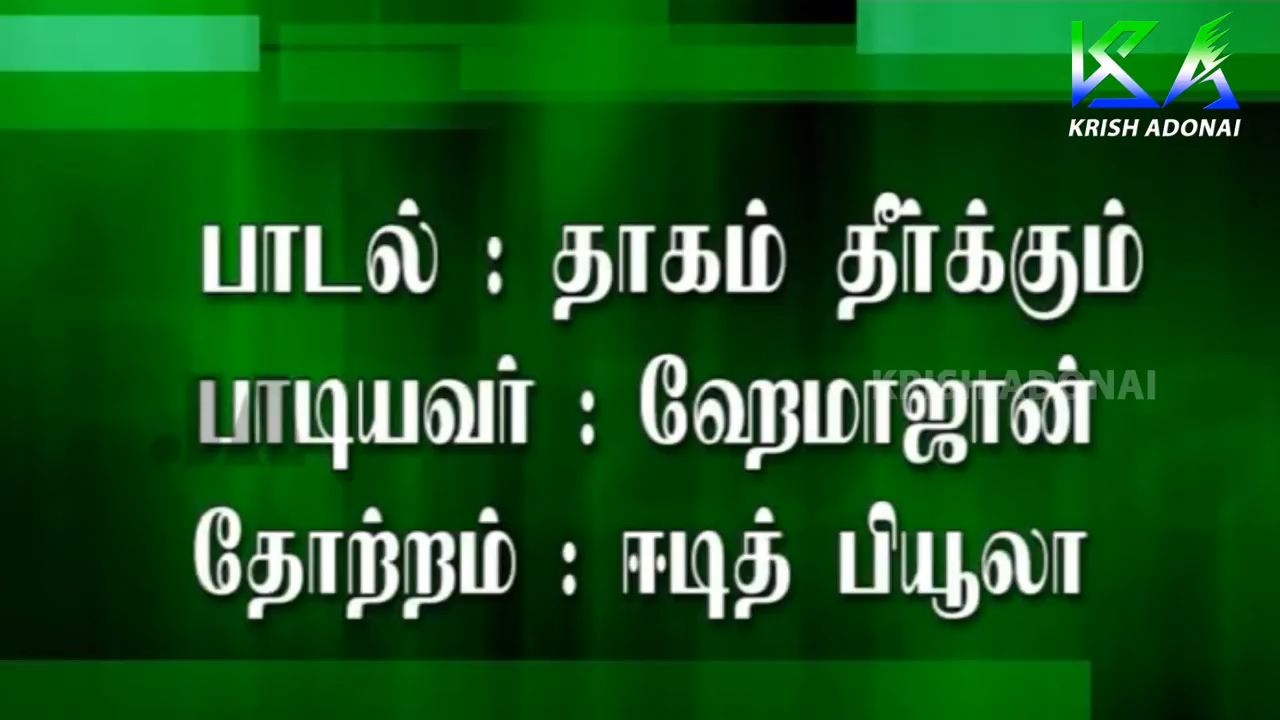 KRISH ADONAI
பாடல் : தாகம் தீர்க்கும்
பாடியவர் : ஹேமாஜான்
KRISH ADONAI
தோற்றம் : ஈடித் பியூலா